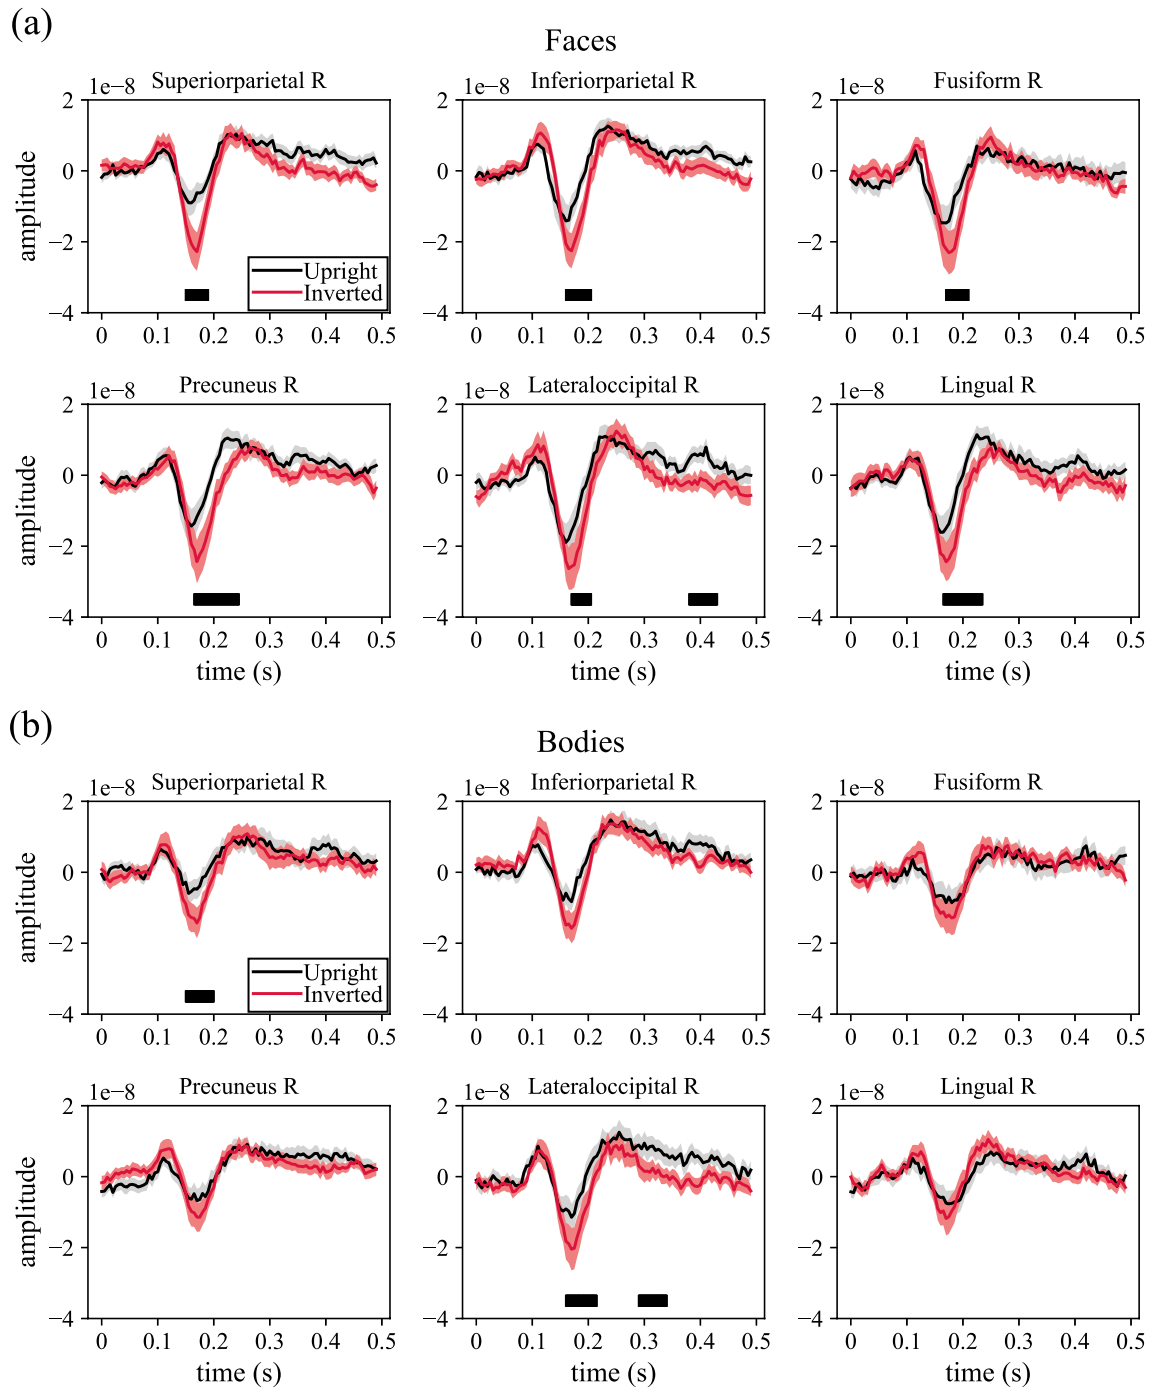 (a)
Faces
Superiorparietal R
Inferiorparietal R
Fusiform R
1e−8
1e−8
1e−8
2
0
−2
−4
amplitude
Upright
Inverted
0 0.1 0.2 0.3 0.4 0.5
2
0
−2
−4
0 0.1 0.2 0.3 0.4 0.5
2
0
−2
−4
0 0.1 0.2 0.3 0.4 0.5
Precuneus R
Lateraloccipital R
Lingual R
1e−8
1e−8
1e−8
2
0
−2
−4
amplitude
0 0.1 0.2 0.3 0.4 0.5
time (s)
2
0
−2
−4
0 0.1 0.2 0.3 0.4 0.5
time (s)
2
0
−2
−4
0 0.1 0.2 0.3 0.4 0.5
time (s)
(b)
Bodies
Superiorparietal R
Inferiorparietal R
Fusiform R
1e−8
1e−8
1e−8
2
0
−2
−4
amplitude
Upright
Inverted
0 0.1 0.2 0.3 0.4 0.5
2
0
−2
−4
0 0.1 0.2 0.3 0.4 0.5
2
0
−2
−4
0 0.1 0.2 0.3 0.4 0.5
Precuneus R
Lateraloccipital R
Lingual R
1e−8
1e−8
1e−8
2
0
−2
−4
amplitude
0 0.1 0.2 0.3 0.4 0.5
time (s)
2
0
−2
−4
0 0.1 0.2 0.3 0.4 0.5
time (s)
2
0
−2
−4
0 0.1 0.2 0.3 0.4 0.5
time (s)